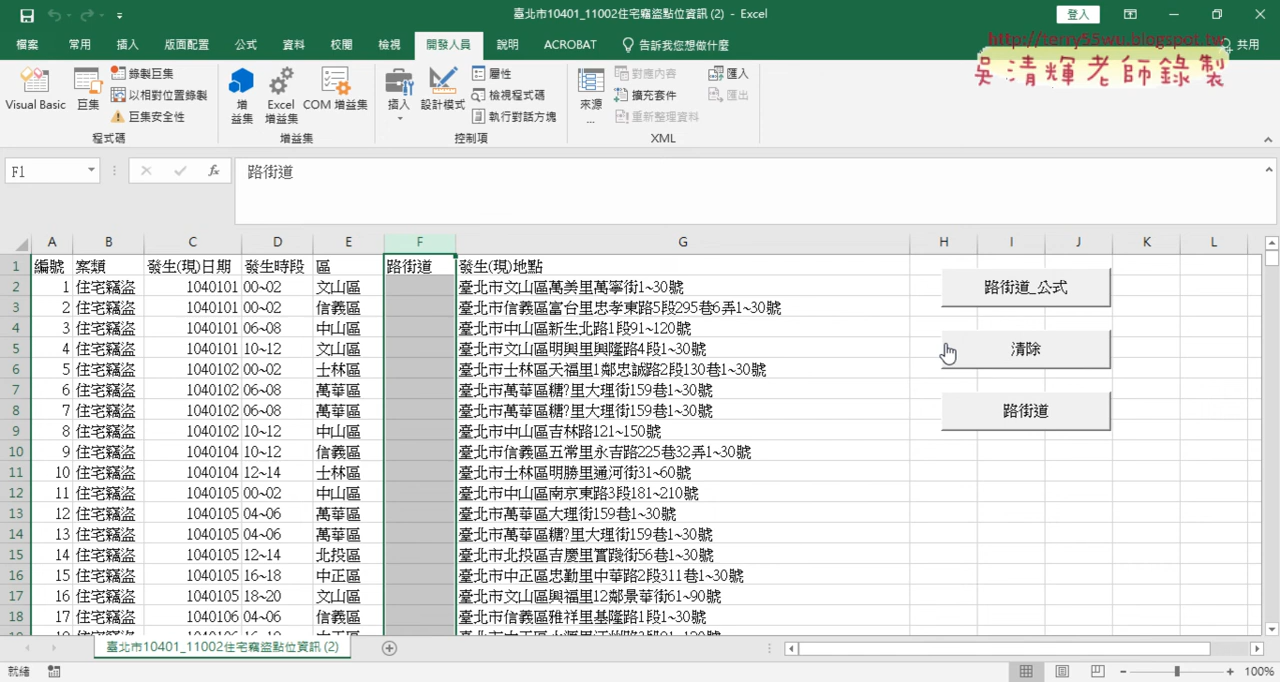 臺北市10401_11002住宅竊盜點位資訊 (2) - Excel
登入
檔案 常用 插入 版面配置 公式 資料 校閱 檢視 開發人員 說明 ACROBAT 告訴我您想做什麼 共用
http://terry55wu.blogspot.tw
吳清輝老師錄製
Visual Basic 巨集 錄製巨集 以相對位置錄製 巨集安全性
程式碼
增益集 Excel 增益集 COM 增益集
增益集
插入 設計模式 屬性 檢視程式碼 執行對話方塊
控制項
來源... 對應內容 擴充套件 重新整理資料 匯入 匯出
XML
F1 fx 路街道
A B C D E F G H I J K L
1 編號 案類 發生(現)日期 發生時段 區 路街道 發生(現)地點
2 1 住宅竊盜 1040101 00~02 文山區 臺北市文山區萬美里萬寧街1~30號
3 2 住宅竊盜 1040101 00~02 信義區 臺北市信義區富台里忠孝東路5段295巷6弄1~30號
4 3 住宅竊盜 1040101 06~08 中山區 臺北市中山區新生北路1段91~120號
5 4 住宅竊盜 1040101 10~12 文山區 臺北市文山區明興里興隆路4段1~30號
6 5 住宅竊盜 1040102 00~02 士林區 臺北市士林區天福里1鄰忠誠路2段130巷1~30號
7 6 住宅竊盜 1040102 06~08 萬華區 臺北市萬華區糖?里大理街159巷1~30號
8 7 住宅竊盜 1040102 06~08 萬華區 臺北市萬華區糖?里大理街159巷1~30號
9 8 住宅竊盜 1040102 10~12 中山區 臺北市中山區吉林路121~150號
10 9 住宅竊盜 1040104 10~12 信義區 臺北市信義區五常里永吉路225巷32弄1~30號
11 10 住宅竊盜 1040104 12~14 士林區 臺北市士林區明勝里通河街31~60號
12 11 住宅竊盜 1040105 00~02 中山區 臺北市中山區南京東路3段181~210號
13 12 住宅竊盜 1040105 04~06 萬華區 臺北市萬華區大理街159巷1~30號
14 13 住宅竊盜 1040105 04~06 萬華區 臺北市萬華區糖?里大理街159巷1~30號
15 14 住宅竊盜 1040105 12~14 北投區 臺北市北投區吉慶里實踐街56巷1~30號
16 15 住宅竊盜 1040105 16~18 中正區 臺北市中正區忠勤里中華路2段311巷1~30號
17 16 住宅竊盜 1040105 18~20 文山區 臺北市文山區興福里12鄰景華街61~90號
18 17 住宅竊盜 1040106 04~06 信義區 臺北市信義區雅祥里基隆路1段1~30號
路街道_公式
清除
路街道
臺北市10401_11002住宅竊盜點位資訊 (2)
就緒 100%